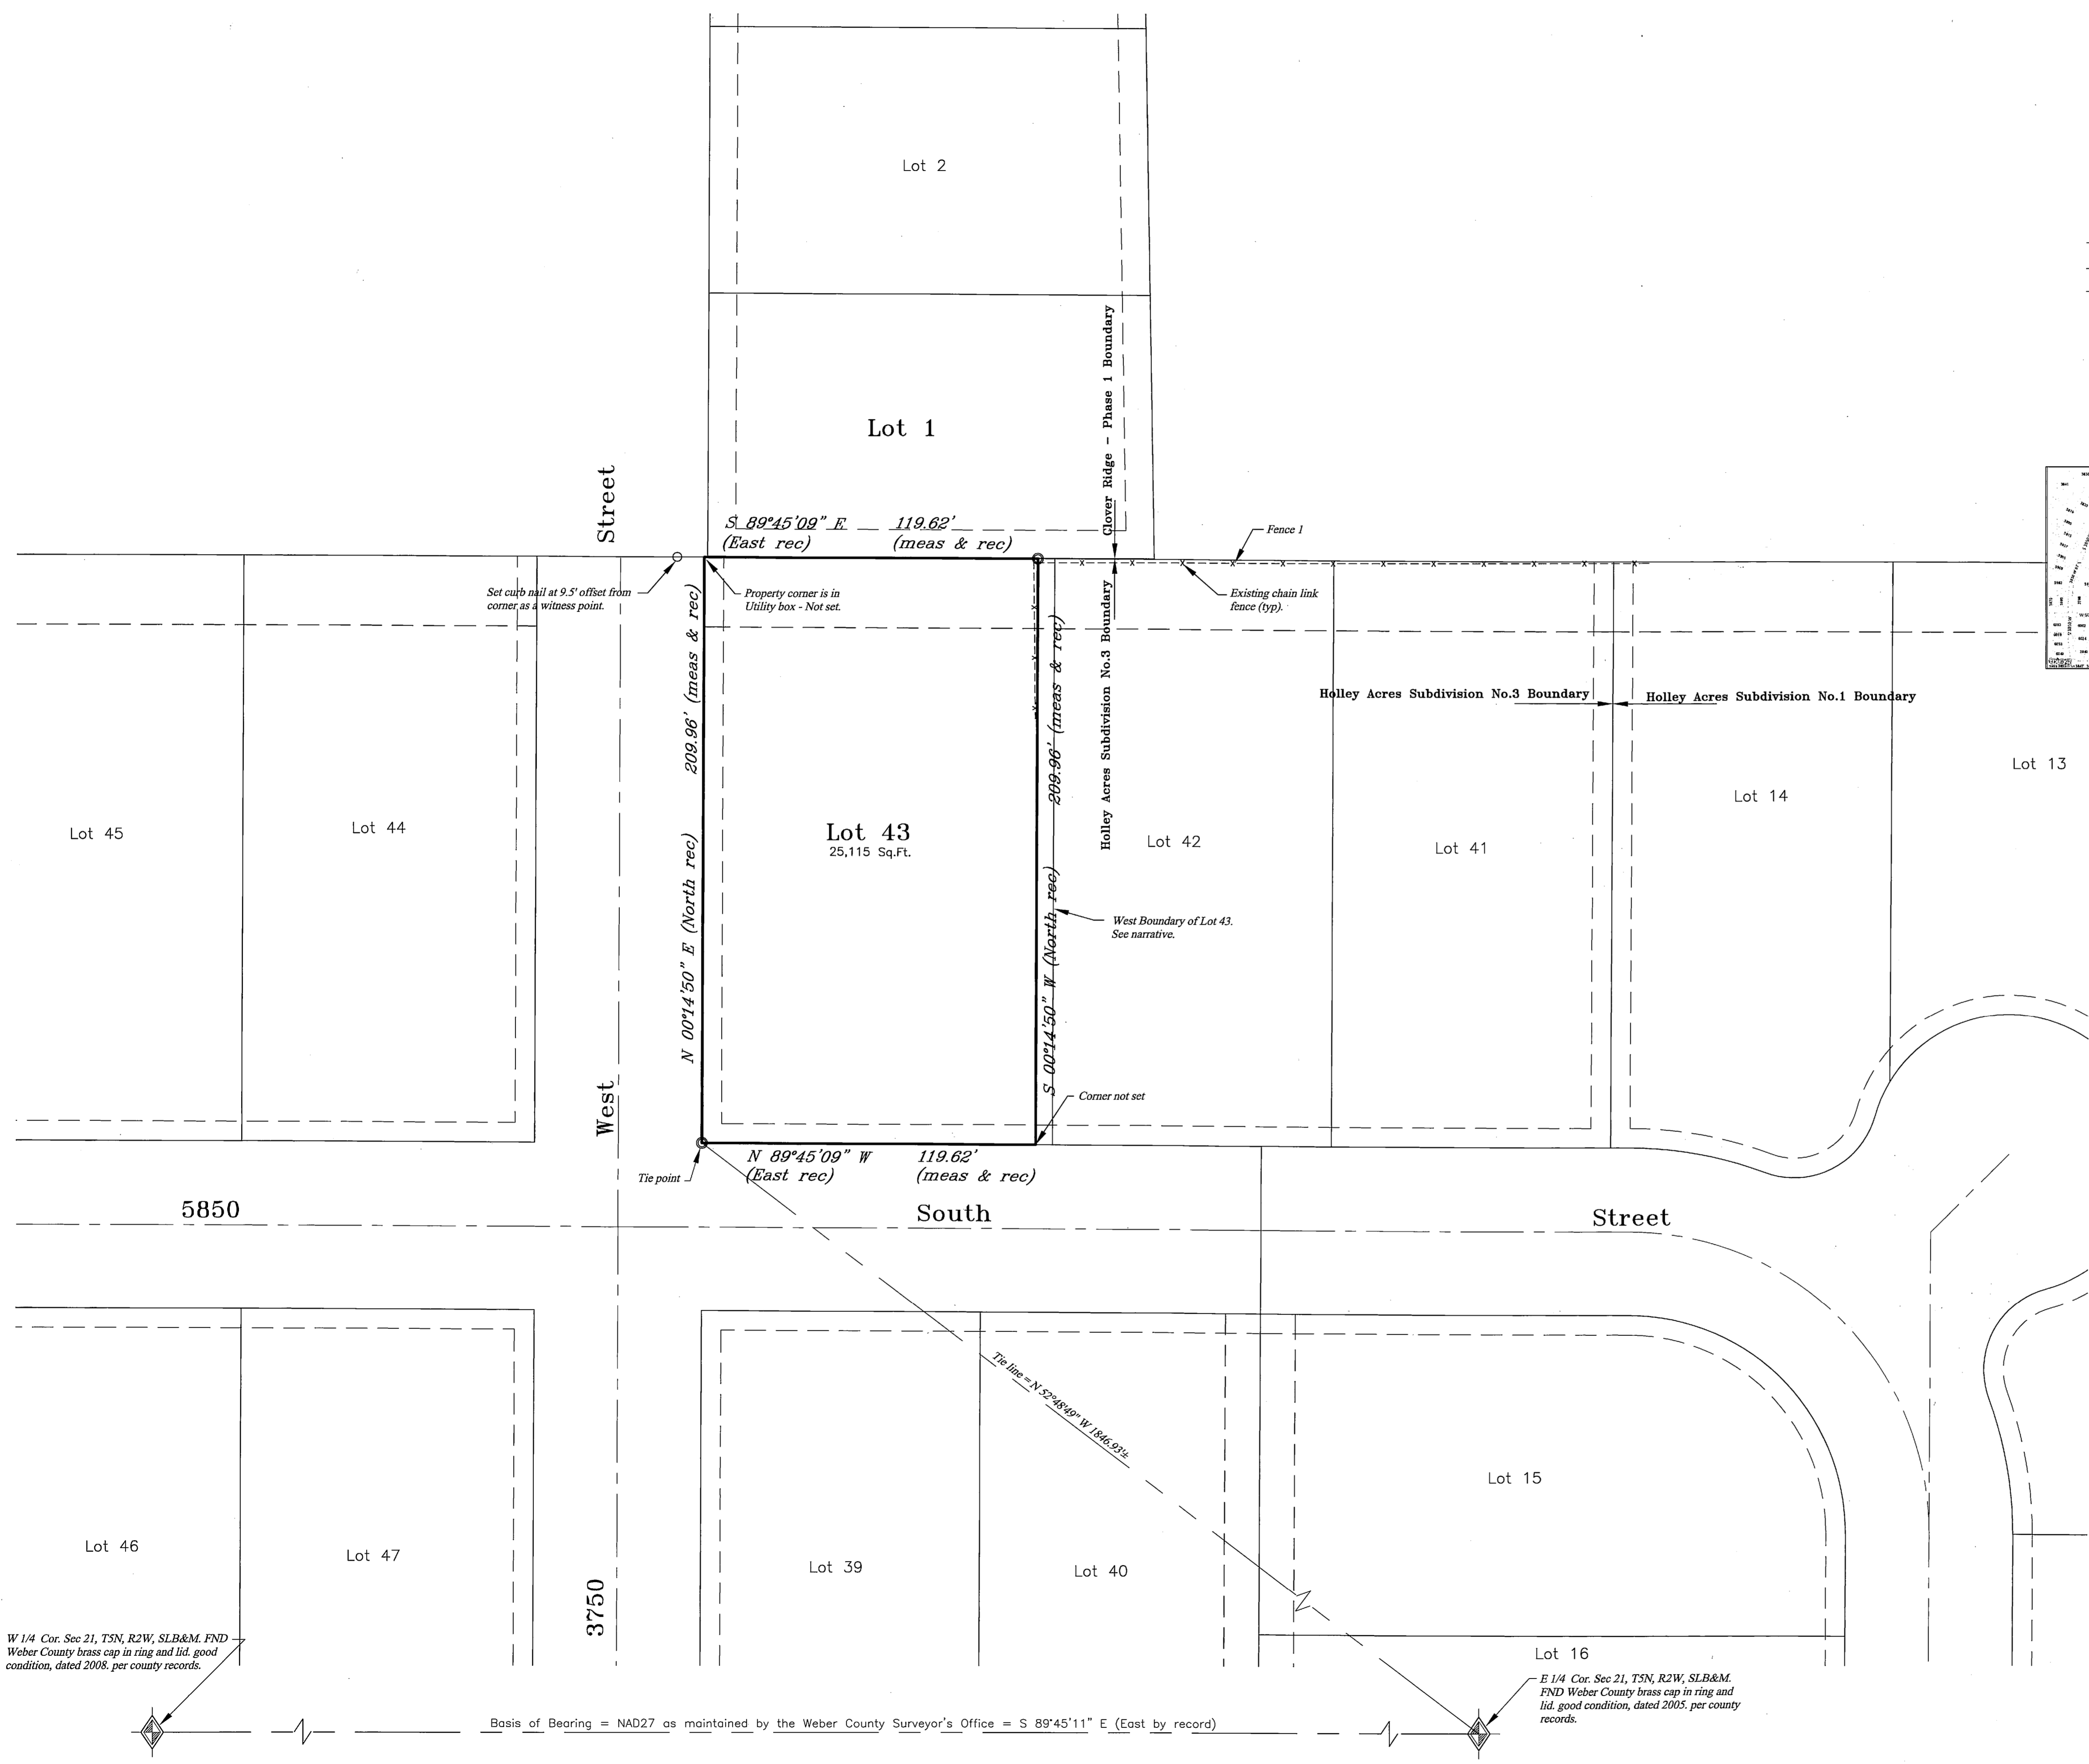 Lot 2
Clover Ridge - Phase 1 Boundary
Lot 1
Street
S 89°45'09" E 119.62'
(East rec) (meas & rec)
Fence 1
Set curb nail at 9.5' offset from
corner as a witness point.
Property corner is in
Utility box - Not set.
Existing chain link
fence (typ).
209.96' (meas & rec)
N 00°14'50" E (North rec)
209.96' (meas & rec)
S 00°14'50" W (North rec)
Holley Acres Subdivision No.3 Boundary
Holley Acres Subdivision No.3 Boundary
Holley Acres Subdivision No.1 Boundary
Lot 45
Lot 44
Lot 43
25,115 Sq.Ft.
Lot 42
Lot 41
Lot 14
Lot 13
West Boundary of Lot 43.
See narrative.
West
Corner not set
Tie point
N 89°45'09" W 119.62'
(East rec) (meas & rec)
5850 South Street
Tie line = N 52°48'49" W 1846.93'±
Lot 15
Lot 46
Lot 47
3750
Lot 39
Lot 40
Lot 16
W 1/4 Cor. Sec 21, T5N, R2W, SLB&M. FND
Weber County brass cap in ring and lid. good
condition, dated 2008. per county records.
E 1/4 Cor. Sec 21, T5N, R2W, SLB&M.
FND Weber County brass cap in ring and
lid. good condition, dated 2005. per county
records.
Basis of Bearing = NAD27 as maintained by the Weber County Surveyor's Office = S 89°45'11" E (East by record)